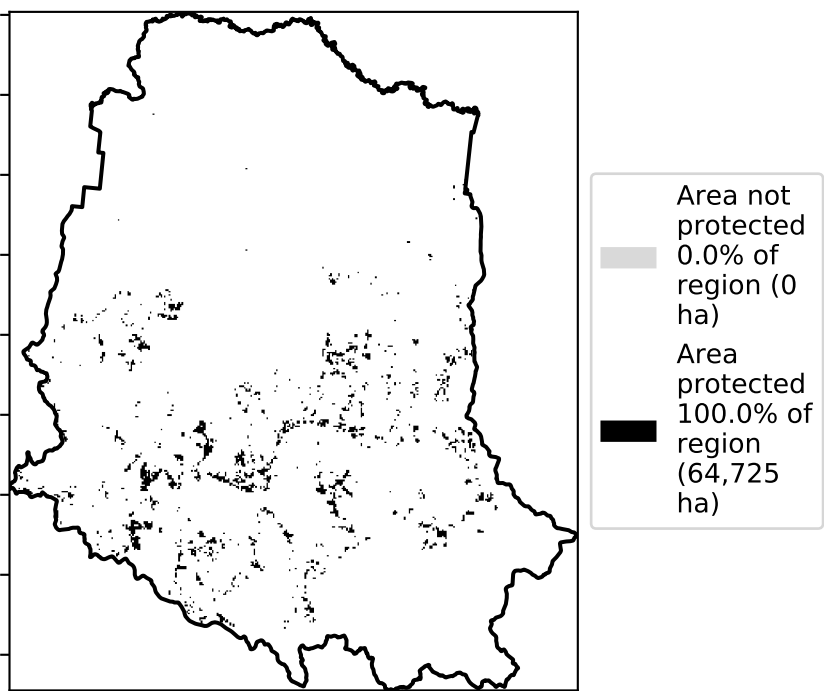 Area not
protected
0.0% of
region (0
ha)
Area
protected
100.0% of
region
(64,725
ha)